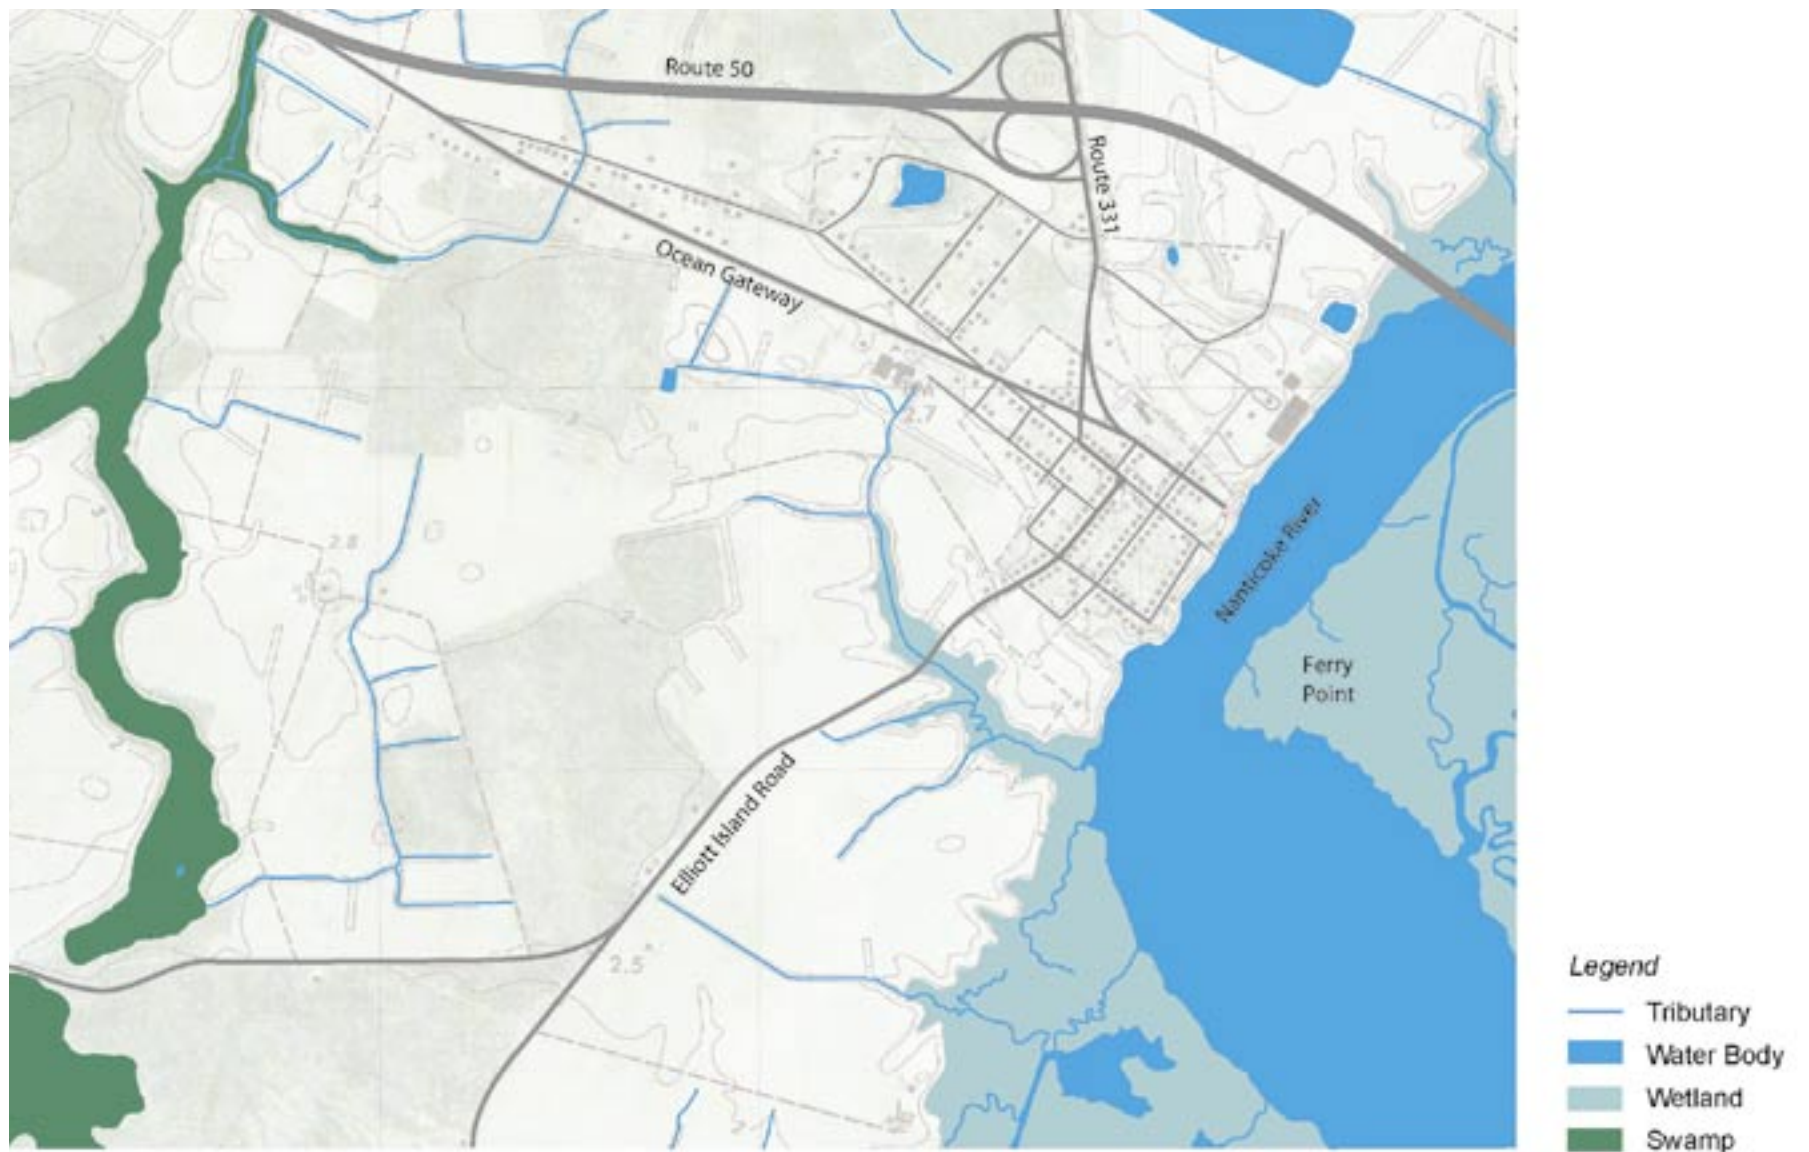 Route 50
Route 331
Ocean Gateway
2.7
Nanticoke River
2.8
Ferry
Point
Elliott Island Road
2.5
Legend
Tributary
Water Body
Wetland
Swamp